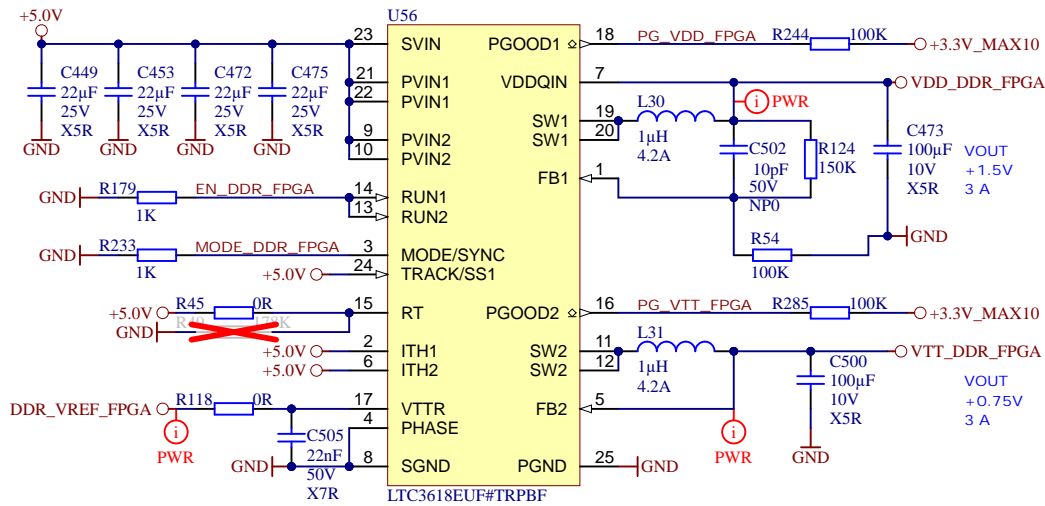 +5.0V
C449
22µF
25V
X5R
GND
C453
22µF
25V
X5R
GND
C472
22µF
25V
X5R
GND
C475
22µF
25V
X5R
GND
GND
R179
1K
EN_DDR_FPGA
GND
R233
1K
MODE_DDR_FPGA
+5.0V
+5.0V
R45
0R
GND
R49
178K
+5.0V
+5.0V
DDR_VREF_FPGA
R118
0R
i
PWR
C505
22nF
50V
X7R
GND
U56
23 SVIN
21 PVIN1
22 PVIN1
9 PVIN2
10 PVIN2
14 RUN1
13 RUN2
3 MODE/SYNC
24 TRACK/SS1
15 RT
2 ITH1
6 ITH2
17 VTTR
4 PHASE
8 SGND
PGOOD1 18
VDDQIN 7
SW1 19
SW1 20
FB1 1
PGOOD2 16
SW2 11
SW2 12
FB2 5
PGND 25
LTC3618EUF#TRPBF
PG_VDD_FPGA
R244
100K
+3.3V_MAX10
VDD_DDR_FPGA
i PWR
L30
1µH
4.2A
C502
10pF
50V
NP0
R124
150K
C473
100µF
10V
X5R
VOUT
+1.5V
3 A
R54
100K
GND
PG_VTT_FPGA
R285
100K
+3.3V_MAX10
L31
1µH
4.2A
VTT_DDR_FPGA
C500
100µF
10V
X5R
GND
VOUT
+0.75V
3 A
i
PWR
GND